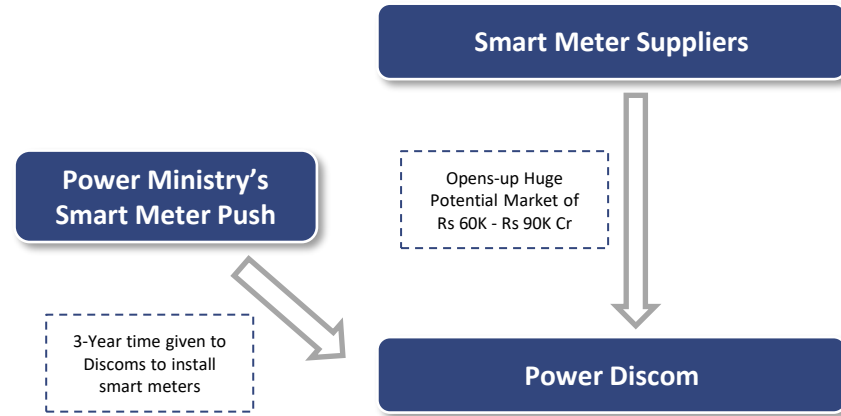 Smart Meter Suppliers
Power Ministry’s
Smart Meter Push
Opens-up Huge
Potential Market of
Rs 60K - Rs 90K Cr
3-Year time given to
Discoms to install
smart meters
Power Discom